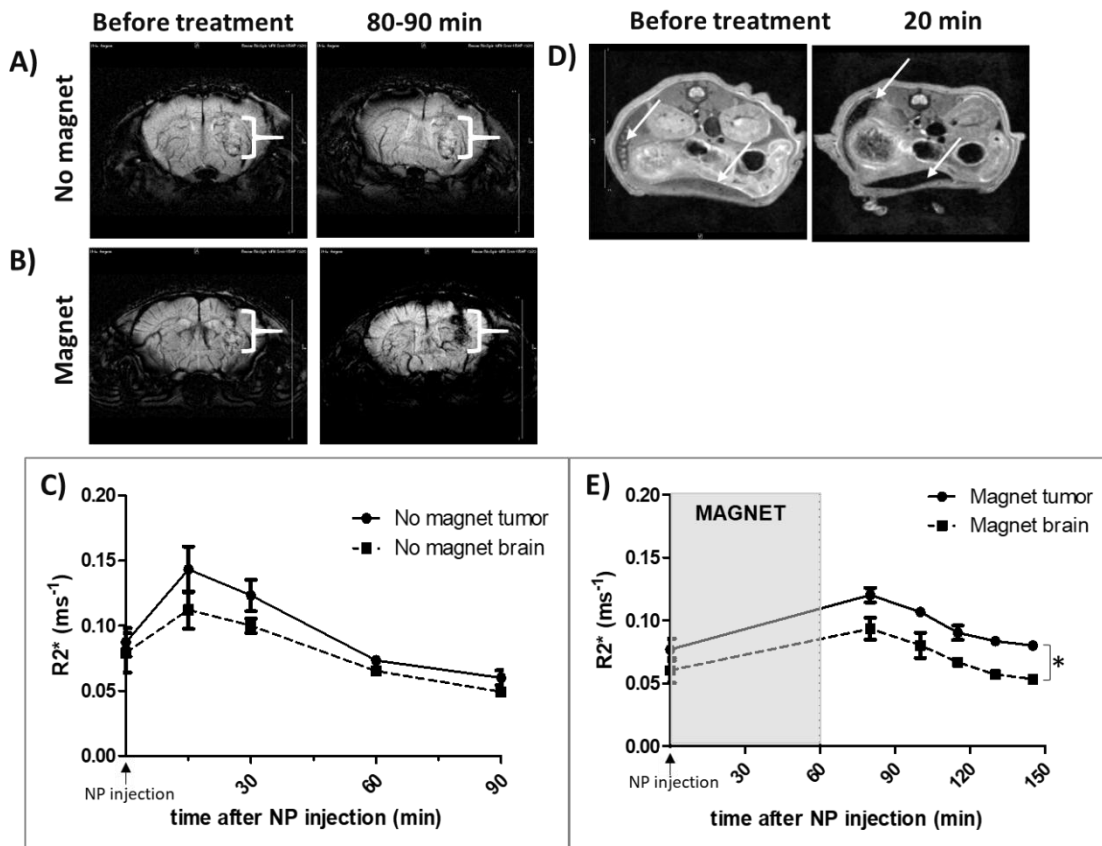 Before treatment
80-90 min
A)
No magnet
B)
Magnet
Before treatment
20 min
D)
C)
0.20
0.15
0.10
0.05
0.00
R2* (ms-1)
No magnet tumor
No magnet brain
30
60
90
NP injection
time after NP injection (min)
E)
0.20
0.15
0.10
0.05
0.00
R2* (ms-1)
MAGNET
Magnet tumor
Magnet brain
*
30
60
90
120
150
NP injection
time after NP injection (min)